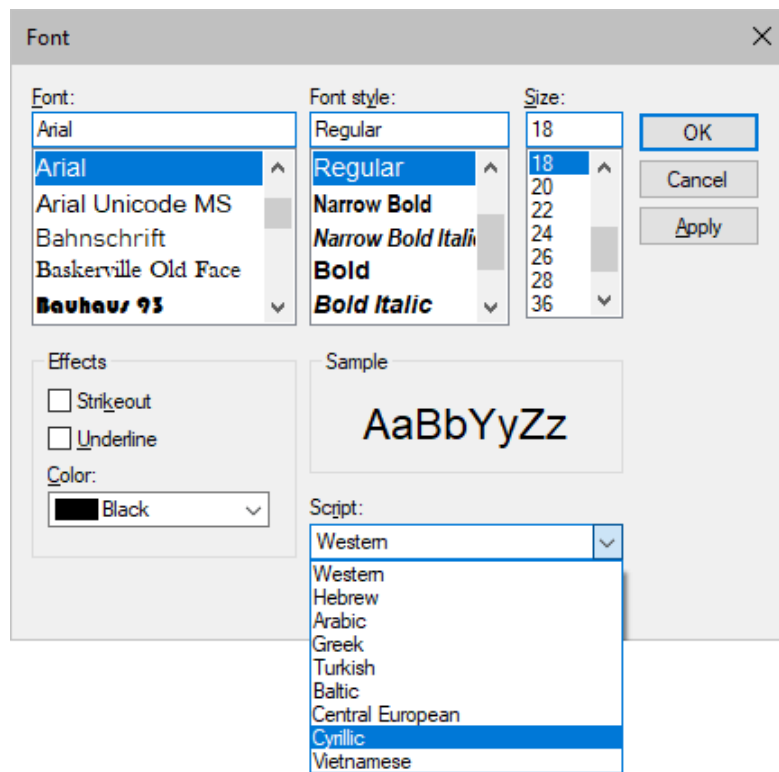 Font
Font:
Font style:
Size:
Arial
Regular
18
OK
Arial
Arial Unicode MS
Bahnschrift
Baskerville Old Face
Bauhaus 93
Regular
Narrow Bold
Narrow Bold Itali
Bold
Bold Italic
18
20
22
24
26
28
36
Cancel
Apply
Effects
Strikeout
Underline
Color:
Black
Sample
AaBbYyZz
Script:
Western
Western
Hebrew
Arabic
Greek
Turkish
Baltic
Central European
Cyrillic
Vietnamese